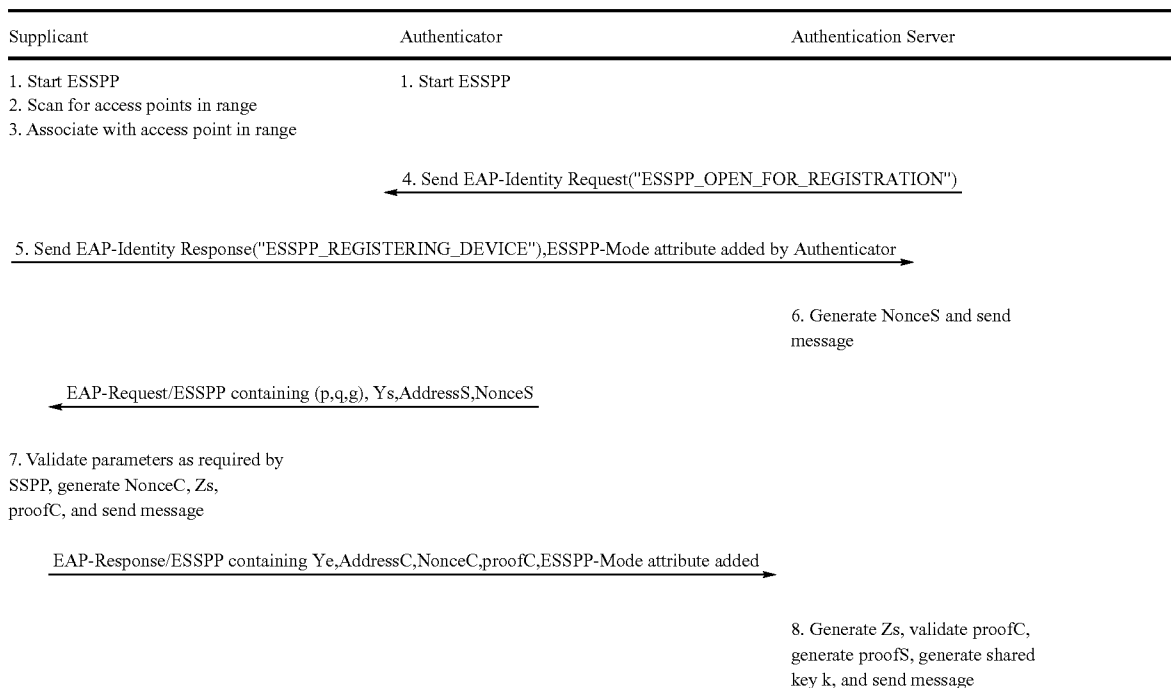 Supplicant Authenticator Authentication Server
1. Start ESSPP 1. Start ESSPP
2. Scan for access points in range
3. Associate with access point in range
4. Send EAP-Identity Request("ESSPP_OPEN_FOR_REGISTRATION")
5. Send EAP-Identity Response("ESSPP_REGISTERING_DEVICE"),ESSPP-Mode attribute added by Authenticator
6. Generate NonceS and send
message
EAP-Request/ESSPP containing (p,q,g), Ys,AddressS,NonceS
7. Validate parameters as required by
SSPP, generate NonceC, Zs,
proofC, and send message
EAP-Response/ESSPP containing Ye,AddressC,NonceC,proofC,ESSPP-Mode attribute added
8. Generate Zs, validate proofC,
generate proofS, generate shared
key k, and send message